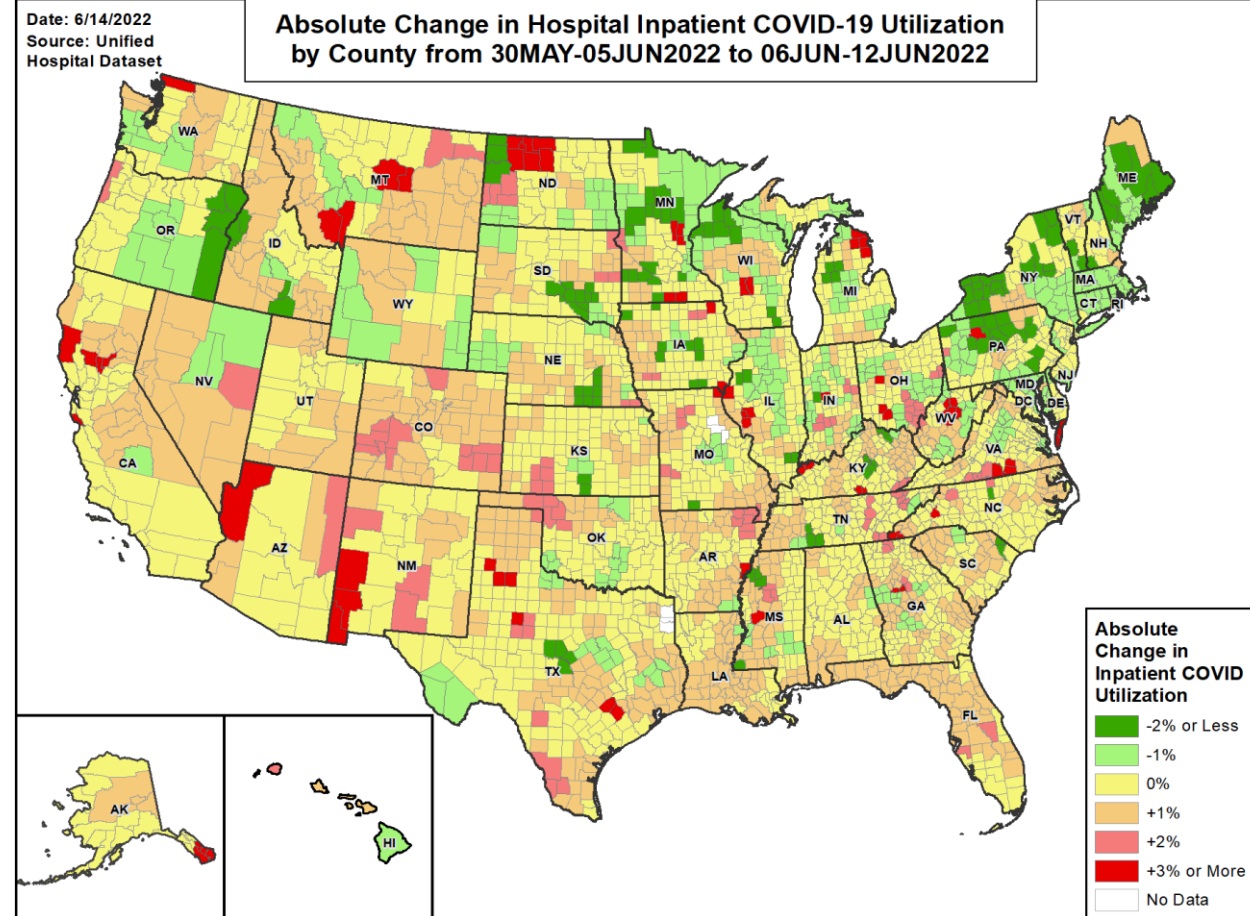 Date: 6/14/2022
Source: Unified
Hospital Dataset
Absolute Change in Hospital Inpatient COVID-19 Utilization
by County from 30MAY-05JUN2022 to 06JUN-12JUN2022
WA
MT
ND
MN
ME
OR
ID
SD
WI
MI
VT
NH
NY
MA
CT
RI
WY
NE
IA
PA
NJ
NV
UT
CO
KS
MO
IL
IN
OH
WV
MD
DC
DE
VA
KY
CA
AZ
NM
OK
AR
TN
NC
SC
TX
LA
MS
AL
GA
FL
AK
HI
Absolute
Change in
Inpatient COVID
Utilization
-2% or Less
-1%
0%
+1%
+2%
+3% or More
No Data